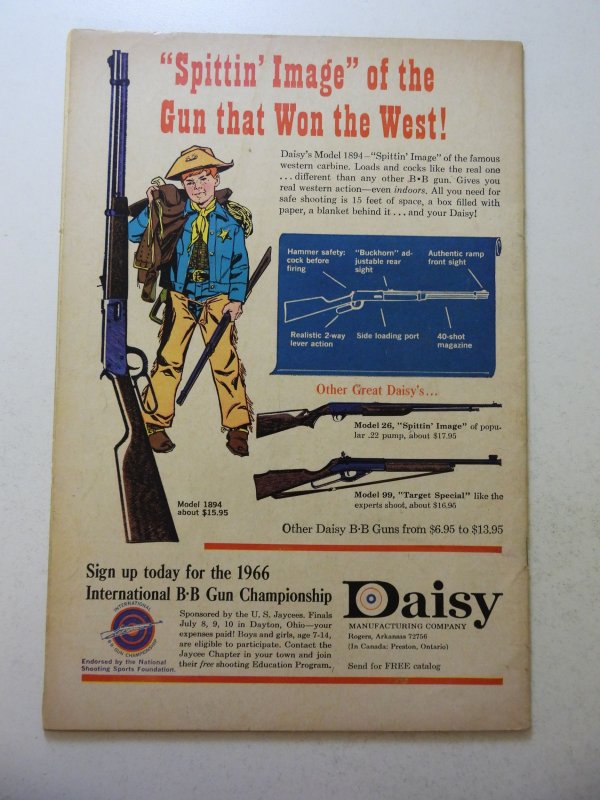 "Spittin' Image" of the
Gun that Won the West!
Daisy's Model 1894—"Spittin' Image" of the famous
western carbine. Loads and cocks like the real one
...different than any other B•B gun. Gives you
real western action—even indoors. All you need for
safe shooting is 15 feet of space, a box filled with
paper, a blanket behind it...and your Daisy!
Hammer safety:
cock before
firing
"Buckhorn" ad-
justable rear
sight
Authentic ramp
front sight
Realistic 2-way
lever action
Side loading port
40-shot
magazine
Other Great Daisy's...
Model 26, "Spittin' Image" of popu-
lar .22 pump, about $17.95
Model 99, "Target Special" like the
experts shoot, about $16.95
Model 1894
about $15.95
Other Daisy B•B Guns from $6.95 to $13.95
Sign up today for the 1966
International B•B Gun Championship
Sponsored by the U. S. Jaycees. Finals
July 8, 9, 10 in Dayton, Ohio—your
expenses paid! Boys and girls, age 7-14,
are eligible to participate. Contact the
Jaycee Chapter in your town and join
their free shooting Education Program.
INTERNATIONAL
B•B GUN CHAMPIONSHIP
Endorsed by the National
Shooting Sports Foundation.
Daisy
MANUFACTURING COMPANY
Rogers, Arkansas 72756
(In Canada: Preston, Ontario)
Send for FREE catalog